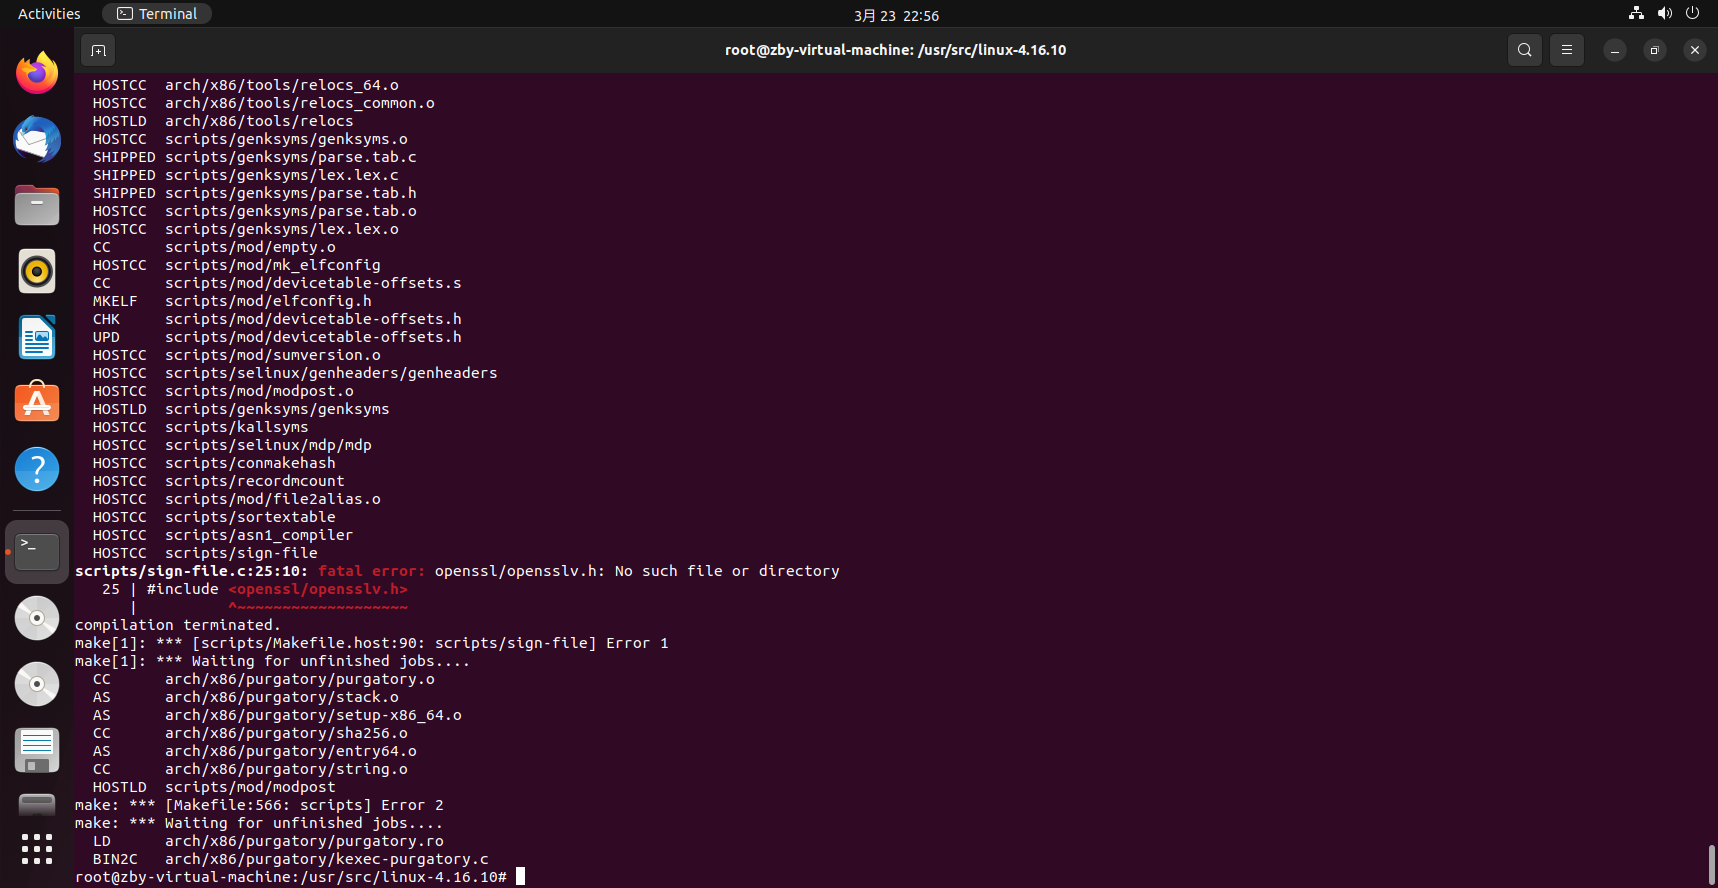 Activities
Terminal
3月 23 22:56
root@zby-virtual-machine: /usr/src/linux-4.16.10
HOSTCC  arch/x86/tools/relocs_64.o
HOSTCC  arch/x86/tools/relocs_common.o
HOSTLD  arch/x86/tools/relocs
HOSTCC  scripts/genksyms/genksyms.o
SHIPPED scripts/genksyms/parse.tab.c
SHIPPED scripts/genksyms/lex.lex.c
SHIPPED scripts/genksyms/parse.tab.h
HOSTCC  scripts/genksyms/parse.tab.o
HOSTCC  scripts/genksyms/lex.lex.o
CC      scripts/mod/empty.o
HOSTCC  scripts/mod/mk_elfconfig
CC      scripts/mod/devicetable-offsets.s
MKELF   scripts/mod/elfconfig.h
CHK     scripts/mod/devicetable-offsets.h
UPD     scripts/mod/devicetable-offsets.h
HOSTCC  scripts/mod/sumversion.o
HOSTCC  scripts/selinux/genheaders/genheaders
HOSTCC  scripts/mod/modpost.o
HOSTLD  scripts/genksyms/genksyms
HOSTCC  scripts/kallsyms
HOSTCC  scripts/selinux/mdp/mdp
HOSTCC  scripts/conmakehash
HOSTCC  scripts/recordmcount
HOSTCC  scripts/mod/file2alias.o
HOSTCC  scripts/sortextable
HOSTCC  scripts/asn1_compiler
HOSTCC  scripts/sign-file
scripts/sign-file.c:25:10: fatal error: openssl/opensslv.h: No such file or directory
25 | #include <openssl/opensslv.h>
|          ^~~~~~~~~~~~~~~~~~~~
compilation terminated.
make[1]: *** [scripts/Makefile.host:90: scripts/sign-file] Error 1
make[1]: *** Waiting for unfinished jobs....
CC      arch/x86/purgatory/purgatory.o
AS      arch/x86/purgatory/stack.o
AS      arch/x86/purgatory/setup-x86_64.o
CC      arch/x86/purgatory/sha256.o
AS      arch/x86/purgatory/entry64.o
CC      arch/x86/purgatory/string.o
HOSTLD  scripts/mod/modpost
make: *** [Makefile:566: scripts] Error 2
make: *** Waiting for unfinished jobs....
LD      arch/x86/purgatory/purgatory.ro
BIN2C   arch/x86/purgatory/kexec-purgatory.c
root@zby-virtual-machine:/usr/src/linux-4.16.10#